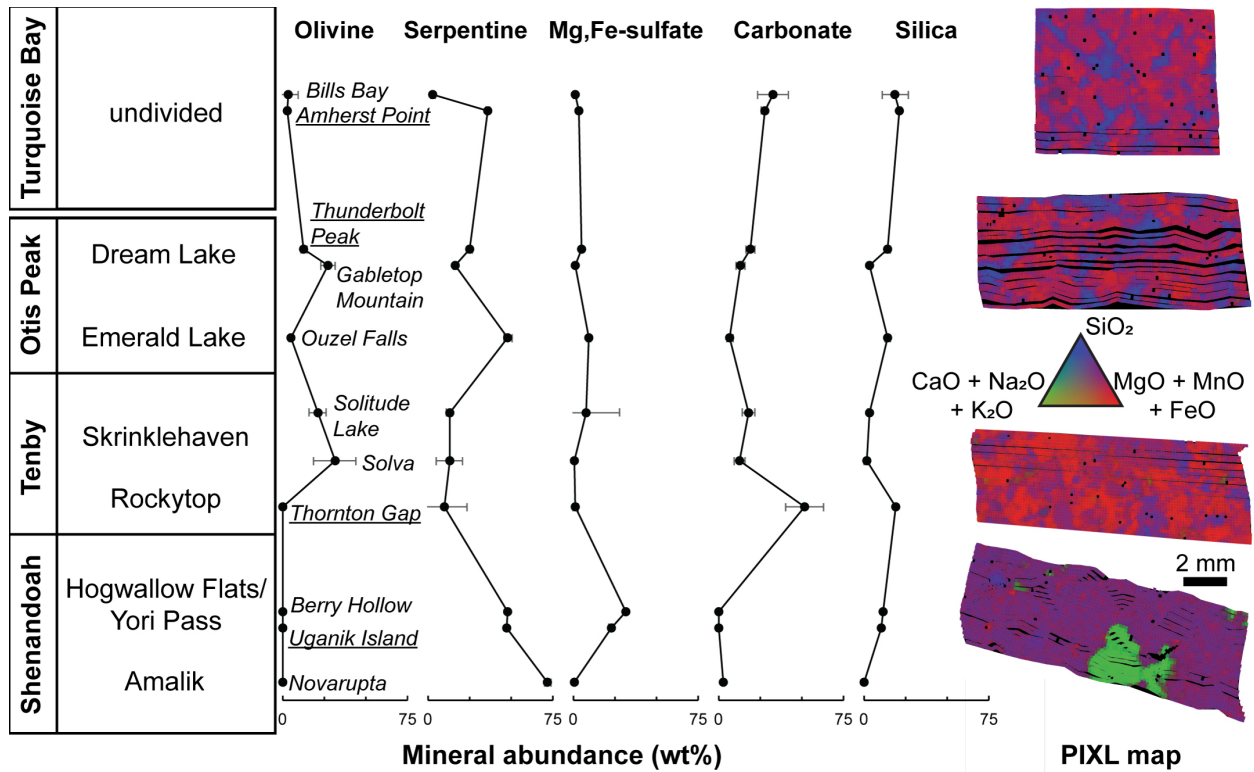 Olivine Serpentine Mg,Fe-sulfate Carbonate Silica
Turquoise Bay
undivided
Bills Bay
Amherst Point
Otis Peak
Dream Lake
Thunderbolt
Peak
Gabletop
Mountain
Emerald Lake
Ouzel Falls
SiO₂
CaO + Na₂O
+ K₂O
MgO + MnO
+ FeO
Tenby
Skrinklehaven
Solitude
Lake
Solva
Rockytop
Thornton Gap
2 mm
Shenandoah
Hogwallow Flats/
Yori Pass
Berry Hollow
Uganik Island
Amalik
Novarupta
0 75 0 75 0 75 0 75 0 75
Mineral abundance (wt%)
PIXL map